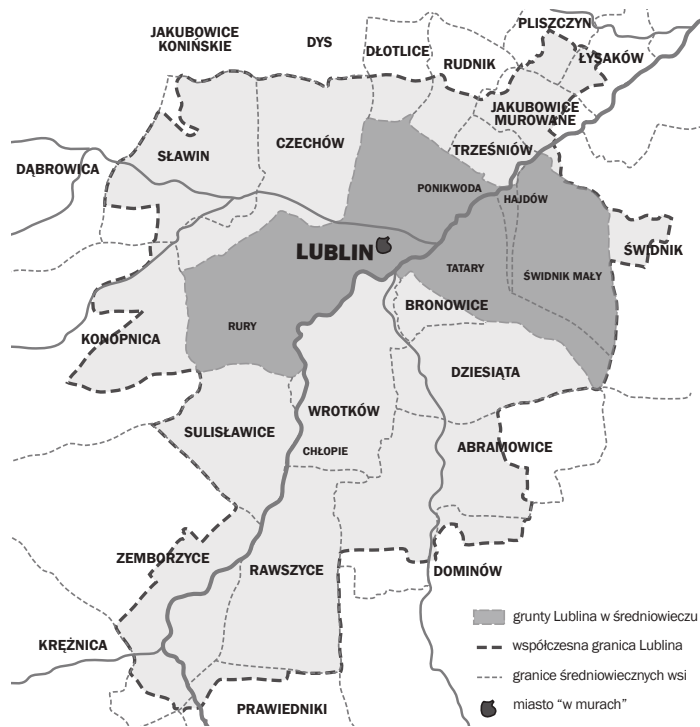 PLISZCZYN
JAKUBOWICE
KONIŃSKIE
DYS
DŁOTLICE
RUDNIK
ŁYSAKÓW
JAKUBOWICE
MUROWANE
CZECHÓW
TRZEŚNIÓW
SŁAWIN
DĄBROWICA
PONIKWODA
HAJDÓW
LUBLIN
ŚWIDNIK
TATARY
ŚWIDNIK MAŁY
BRONOWICE
RURY
KONOPNICA
DZIESIĄTA
WROTKÓW
SULISŁAWICE
CHŁOPIE
ABRAMOWICE
ZEMBORZYCE
RAWSZYCE
DOMINÓW
KRĘŻNICA
PRAWIEDNIKI
grunty Lublina w średniowieczu
współczesna granica Lublina
granice średniowiecznych wsi
miasto "w murach"